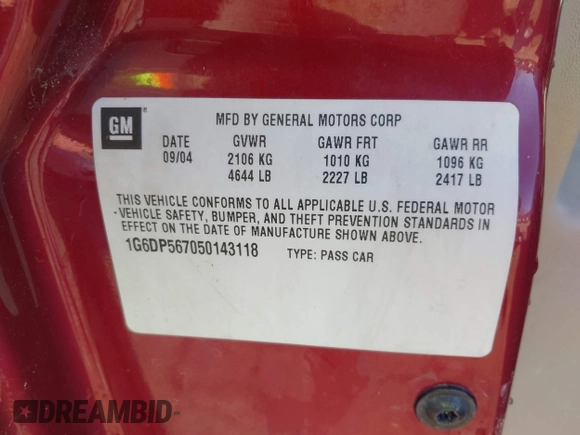 GM
®
MFD BY GENERAL MOTORS CORP
DATE GVWR GAWR FRT GAWR RR
09/04 2106 KG 1010 KG 1096 KG
4644 LB 2227 LB 2417 LB
THIS VEHICLE CONFORMS TO ALL APPLICABLE U.S. FEDERAL MOTOR
VEHICLE SAFETY, BUMPER, AND THEFT PREVENTION STANDARDS IN
EFFECT ON THE DATE OF MANUFACTURE SHOWN ABOVE.
1G6DP567050143118 TYPE: PASS CAR
DREAMBID